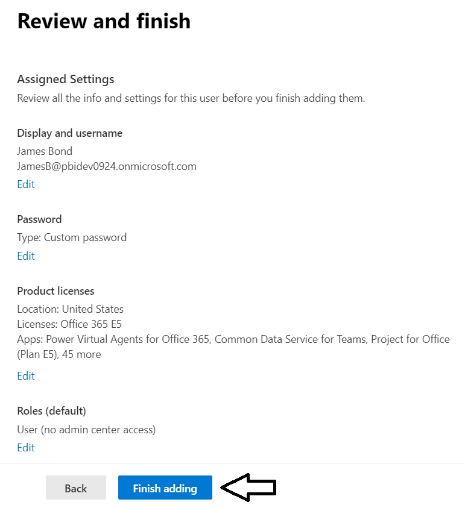 Review and finish
Assigned Settings
Review all the info and settings for this user before you finish adding them.
Display and username
James Bond
JamesB@pbidev0924.onmicrosoft.com
Edit
Password
Type: Custom password
Edit
Product licenses
Location: United States
Licenses: Office 365 E5
Apps: Power Virtual Agents for Office 365, Common Data Service for Teams, Project for Office
(Plan E5), 45 more
Edit
Roles (default)
User (no admin center access)
Edit
Back Finish adding